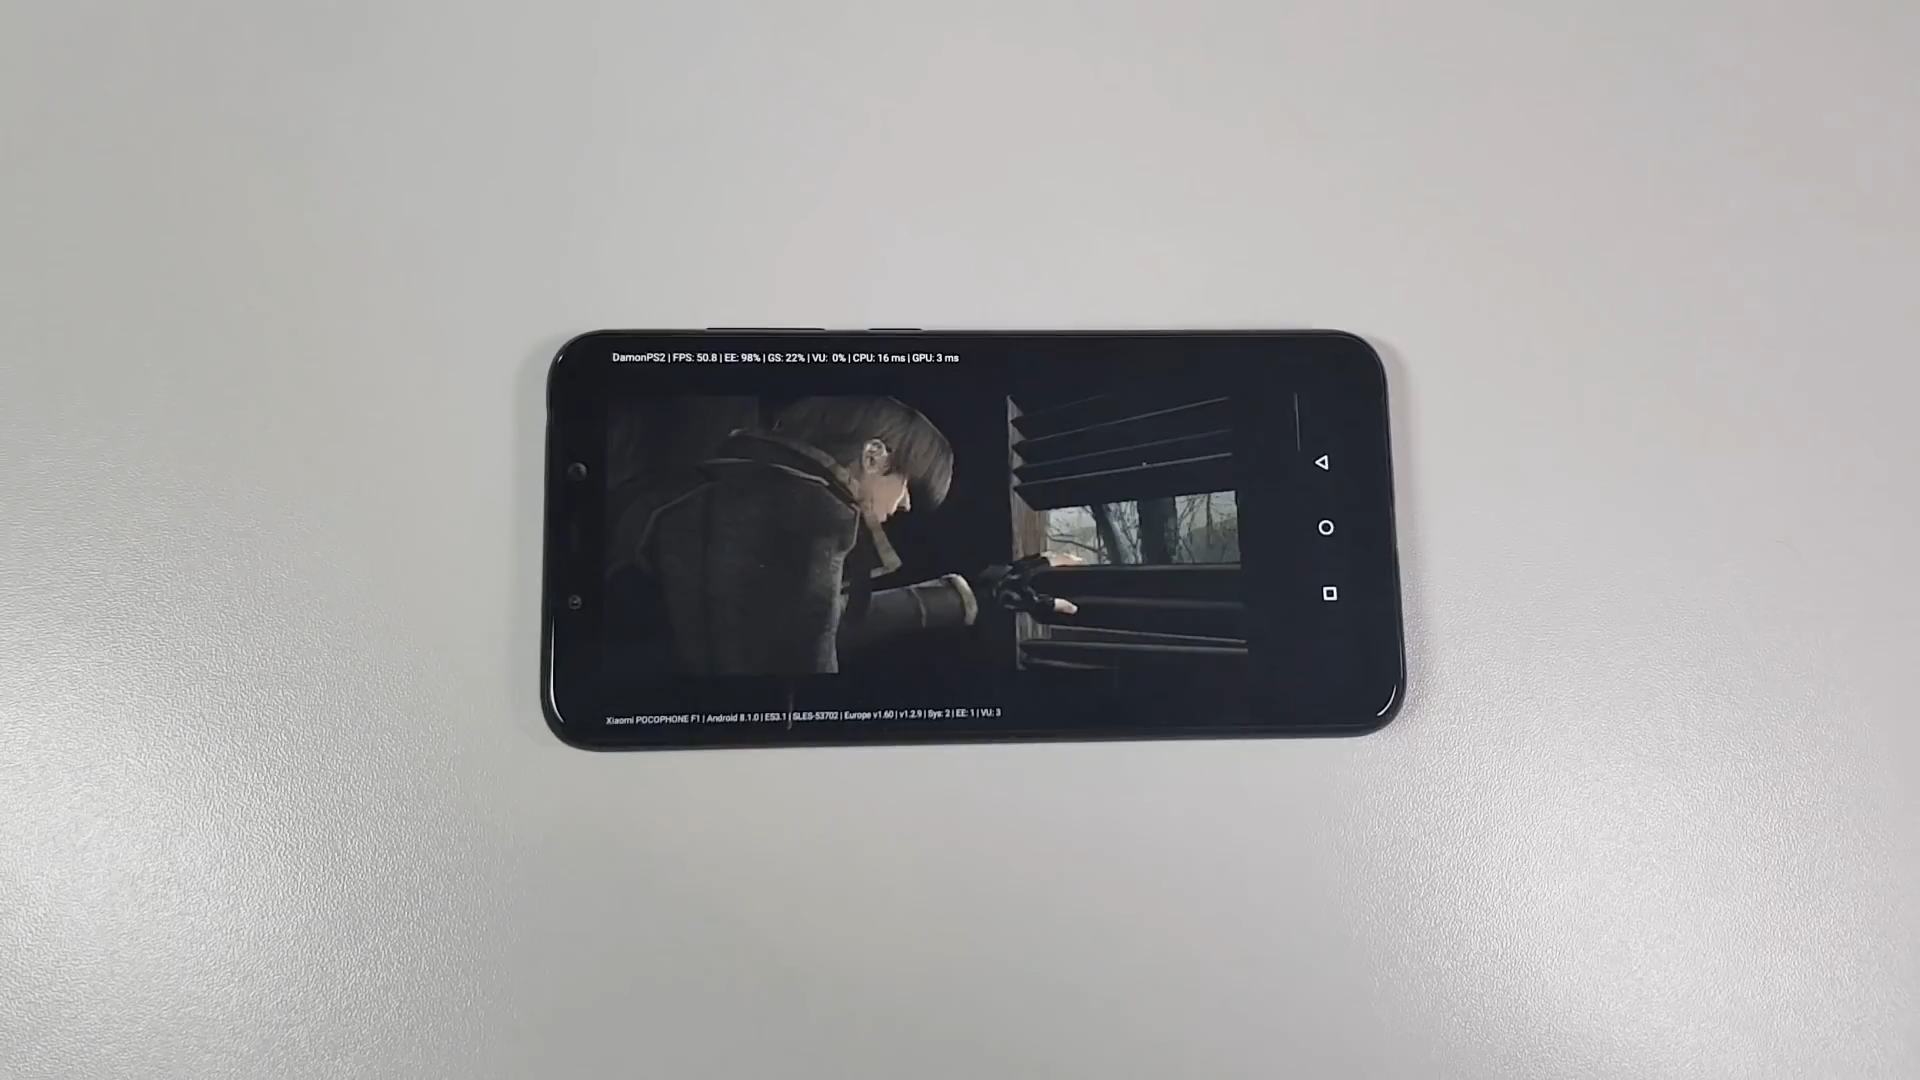 DamonPS2 | FPS: 50.8 | EE: 98% | GS: 22% | VU: 0% | CPU: 16 ms | GPU: 3 ms
Xiaomi POCOPHONE F1 | Android 8.1.0 | ES3.1 | SLES-53702 | Europe v1.60 | v1.2.9 | Sys: 2 | EE: 1 | VU: 3